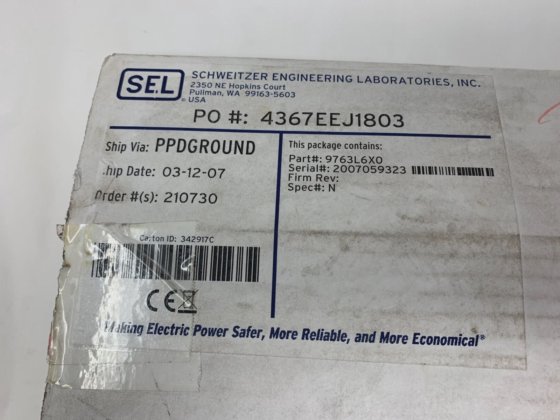 SEL
SCHWEITZER ENGINEERING LABORATORIES, INC.
2350 NE Hopkins Court
Pullman, WA 99163-5603
USA
PO #: 4367EEJ1803
Ship Via: PPDGROUND
Ship Date: 03-12-07
Order #(s): 210730
Carton ID: 342917C
This package contains:
Part#: 9763L6X0
Serial#: 2007059323
Firm Rev:
Spec#: N
CE
Making Electric Power Safer, More Reliable, and More Economical®